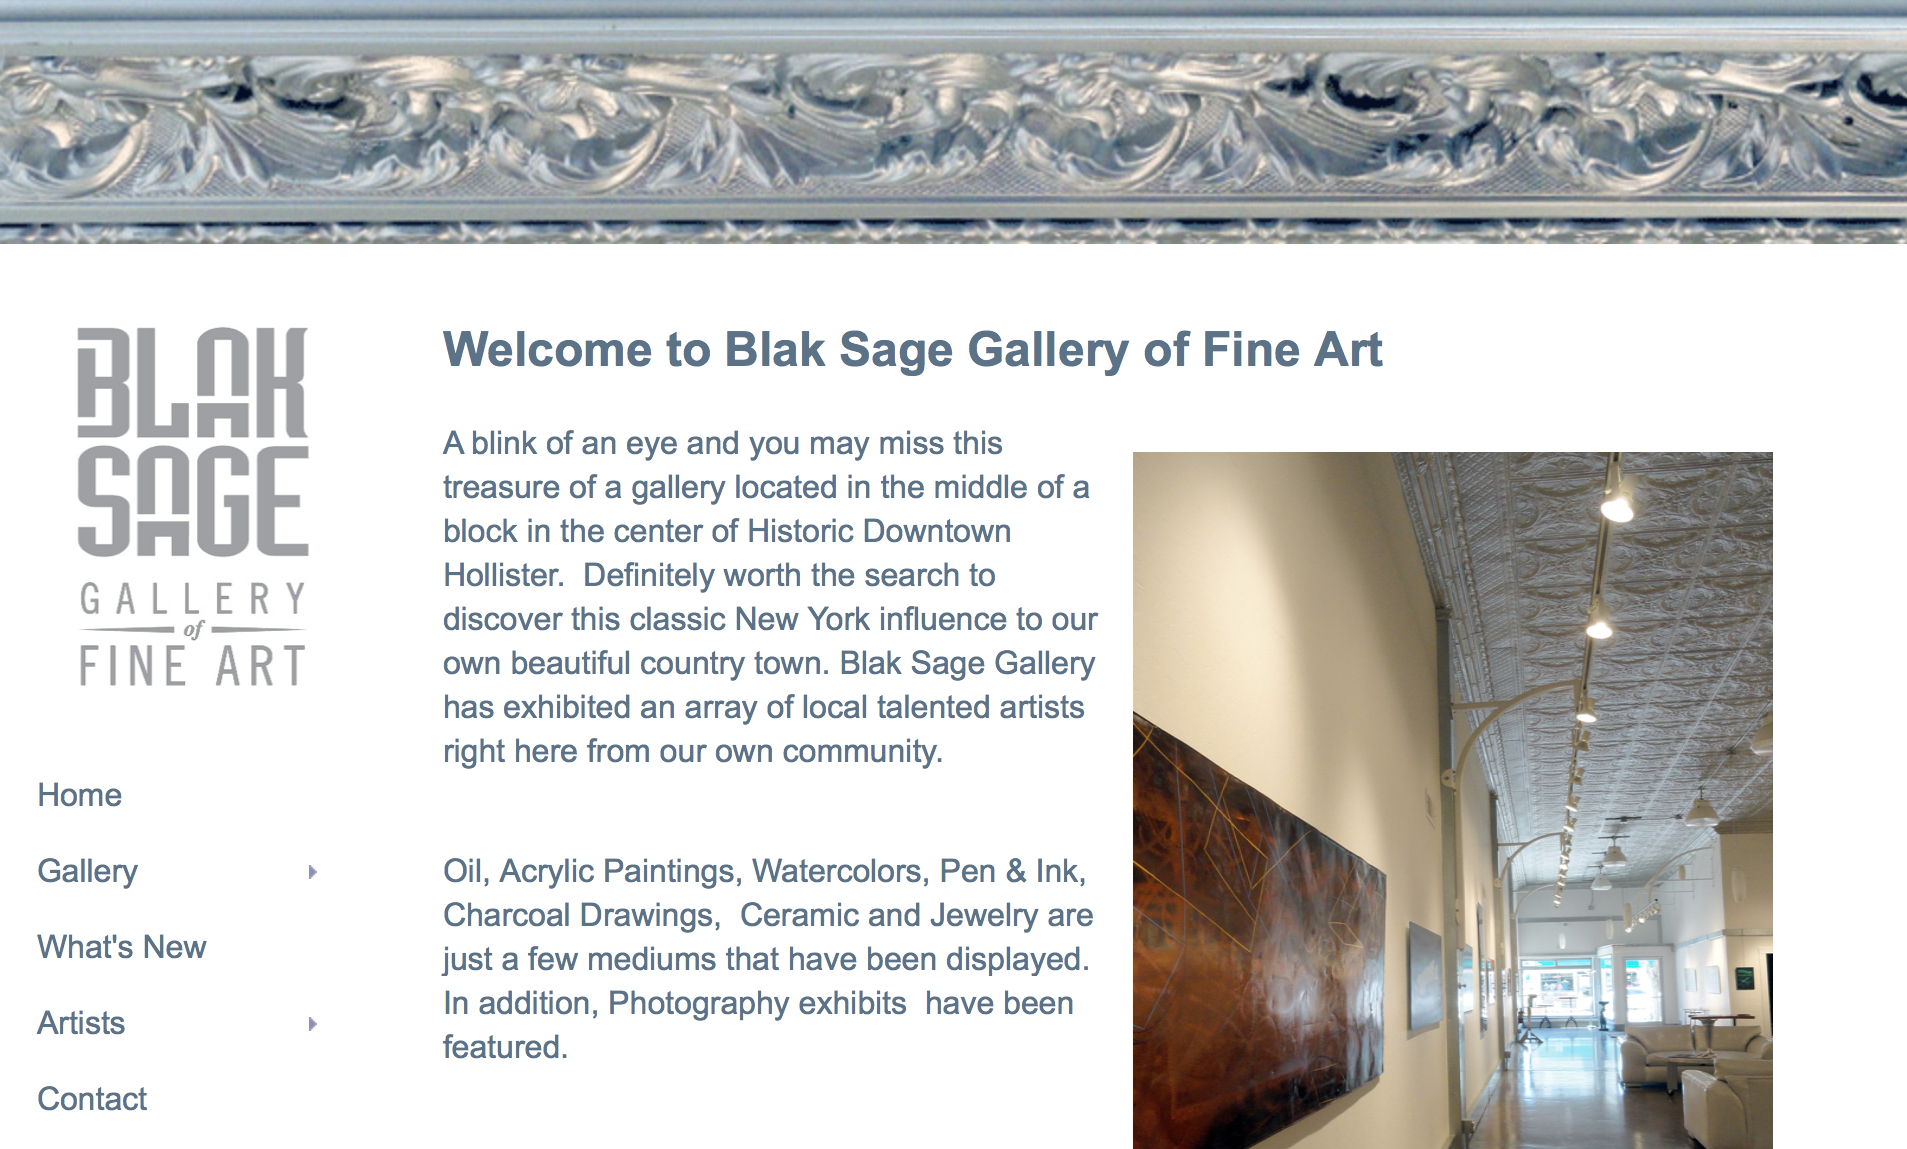 BLAK
SAGE
GALLERY
of
FINE ART
Home
Gallery
What's New
Artists
Contact
Welcome to Blak Sage Gallery of Fine Art
A blink of an eye and you may miss this
treasure of a gallery located in the middle of a
block in the center of Historic Downtown
Hollister.  Definitely worth the search to
discover this classic New York influence to our
own beautiful country town. Blak Sage Gallery
has exhibited an array of local talented artists
right here from our own community.
Oil, Acrylic Paintings, Watercolors, Pen & Ink,
Charcoal Drawings,  Ceramic and Jewelry are
just a few mediums that have been displayed.
In addition, Photography exhibits  have been
featured.